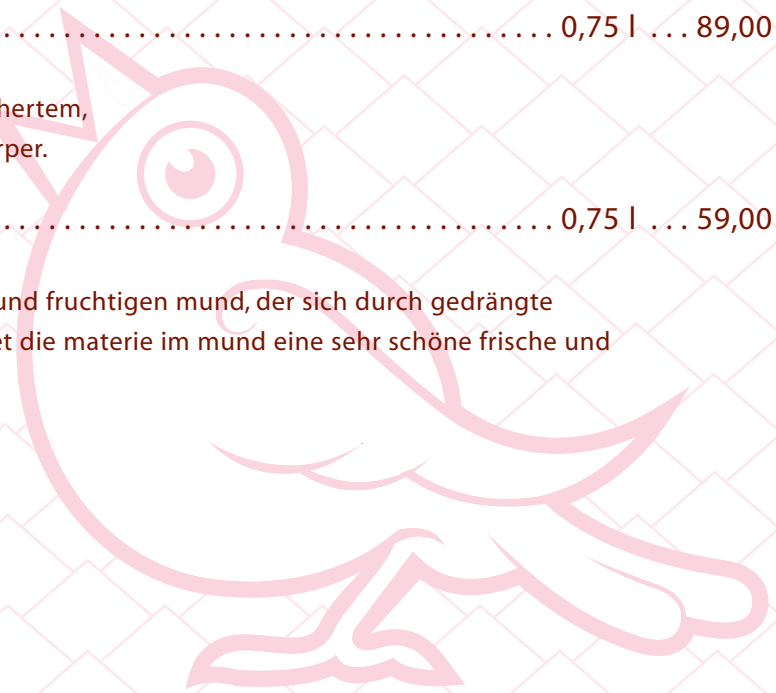 ........................................ 0,75 l ... 89,00
hertem,
rper.
........................................ 0,75 l ... 59,00
und fruchtigen mund, der sich durch gedrängte
et die materie im mund eine sehr schöne frische und